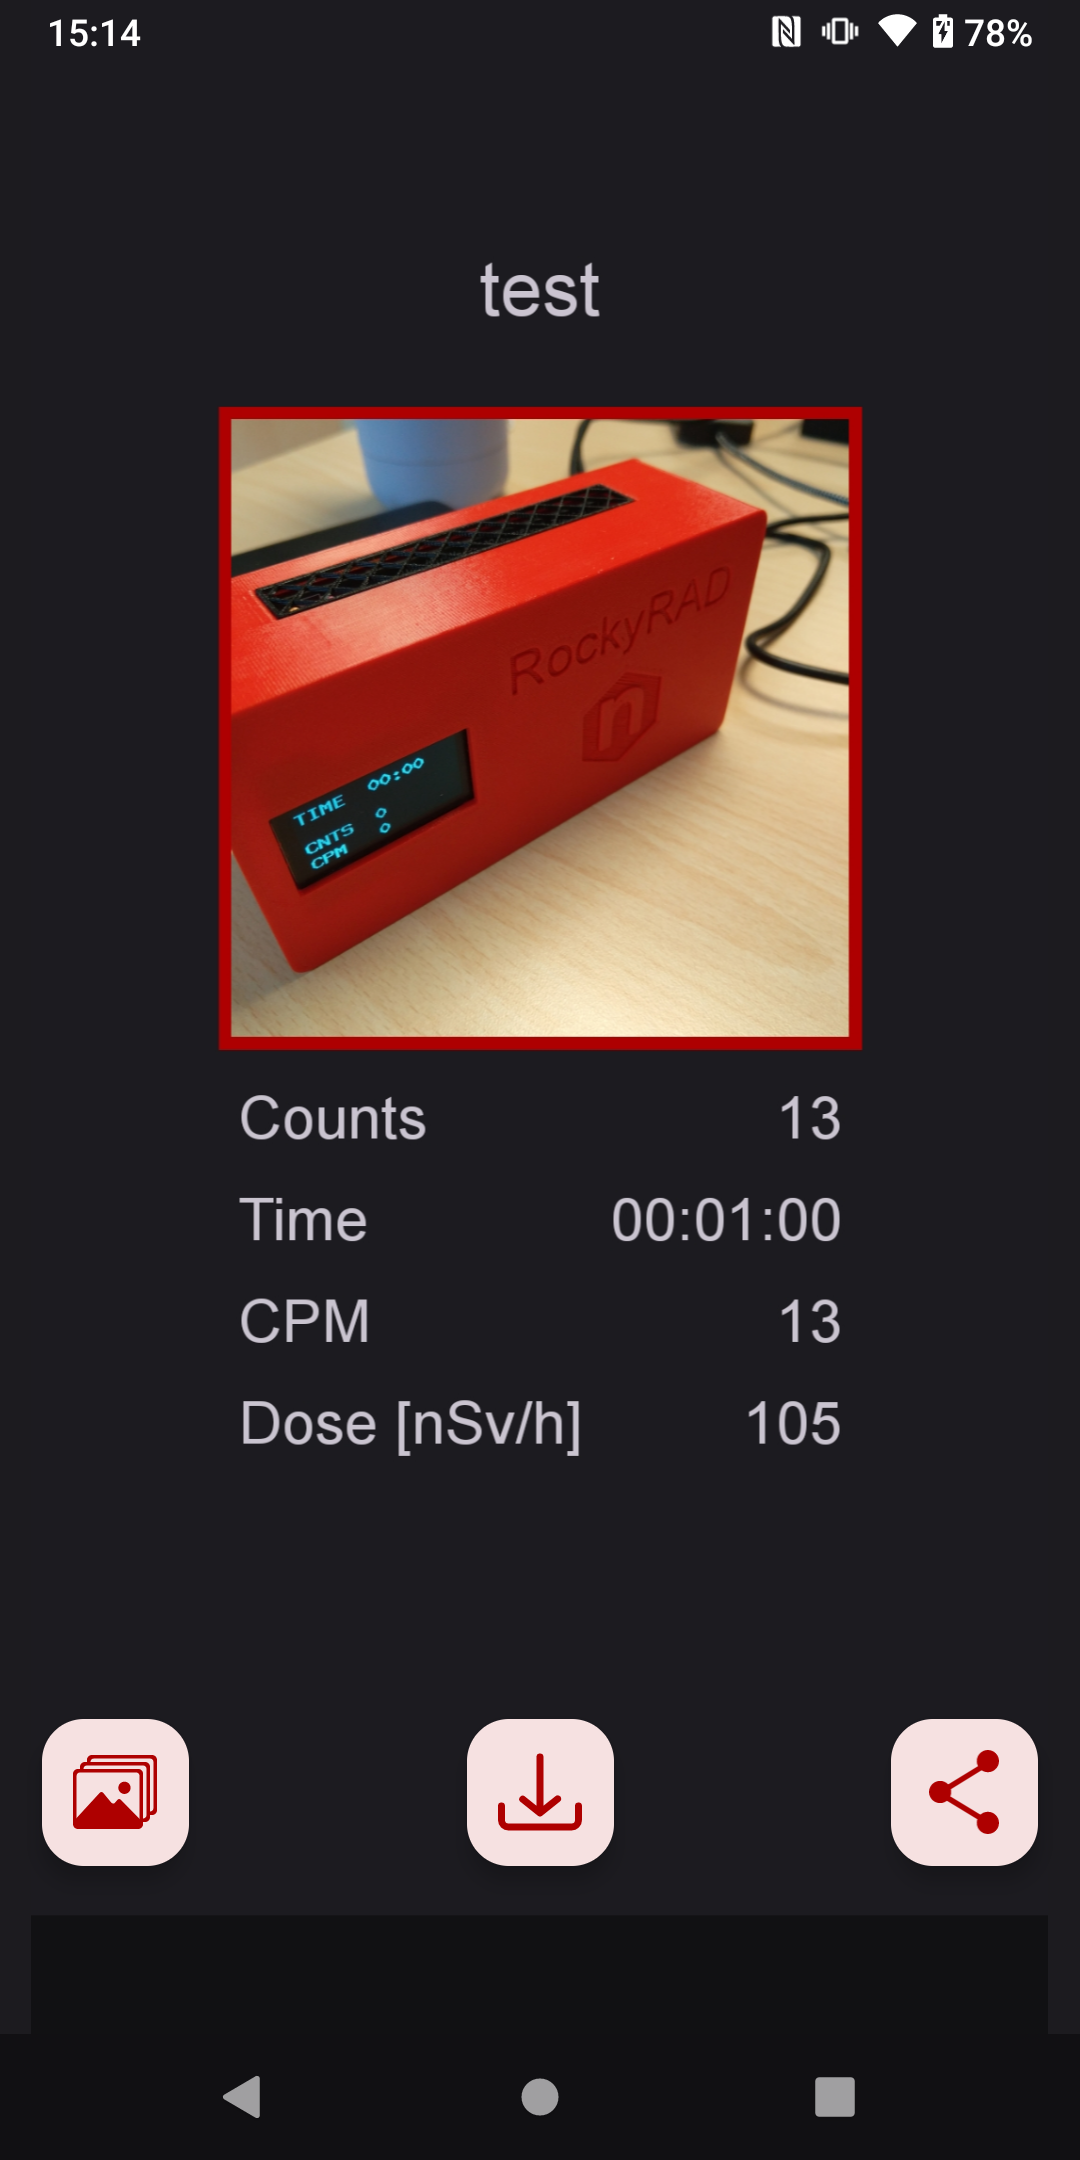 15:14 78%
test
RockyRAD
n
TIME 00:00
CNTS 0
CPM 0
Counts 13
Time 00:01:00
CPM 13
Dose [nSv/h] 105